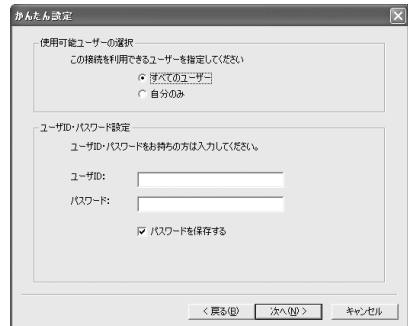 かんたん設定
使用可能ユーザーの選択
この接続を利用できるユーザーを指定してください
すべてのユーザー
自分のみ
ユーザID・パスワード設定
ユーザID・パスワードをお持ちの方は入力してください。
ユーザID:
パスワード:
パスワードを保存する
< 戻る(B)
次へ(N) >
キャンセル